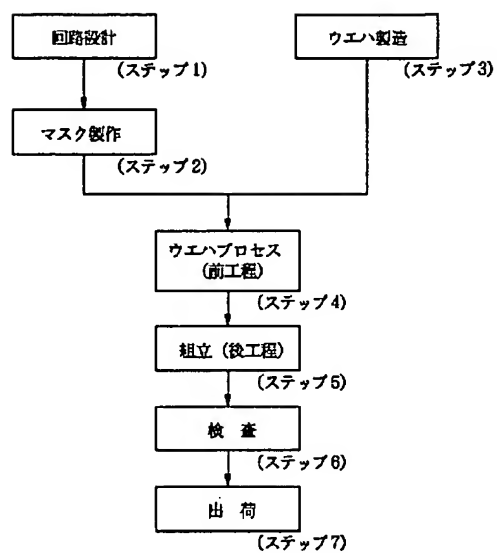 回路設計
(ステップ1)
ウエハ製造
(ステップ3)
マスク製作
(ステップ2)
ウエハプロセス
(前工程)
(ステップ4)
組立(後工程)
(ステップ5)
検 査
(ステップ6)
出 荷
(ステップ7)